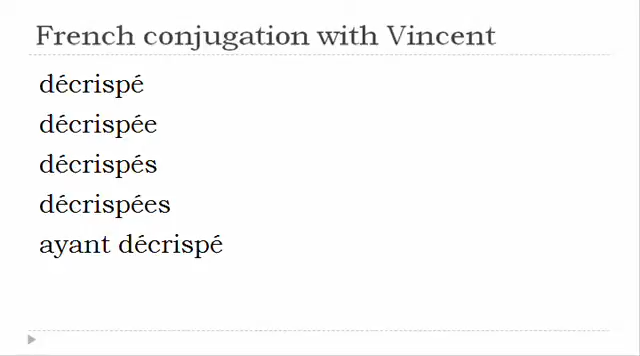 French conjugation with Vincent
décrispé
décrispée
décrispés
décrispées
ayant décrispé